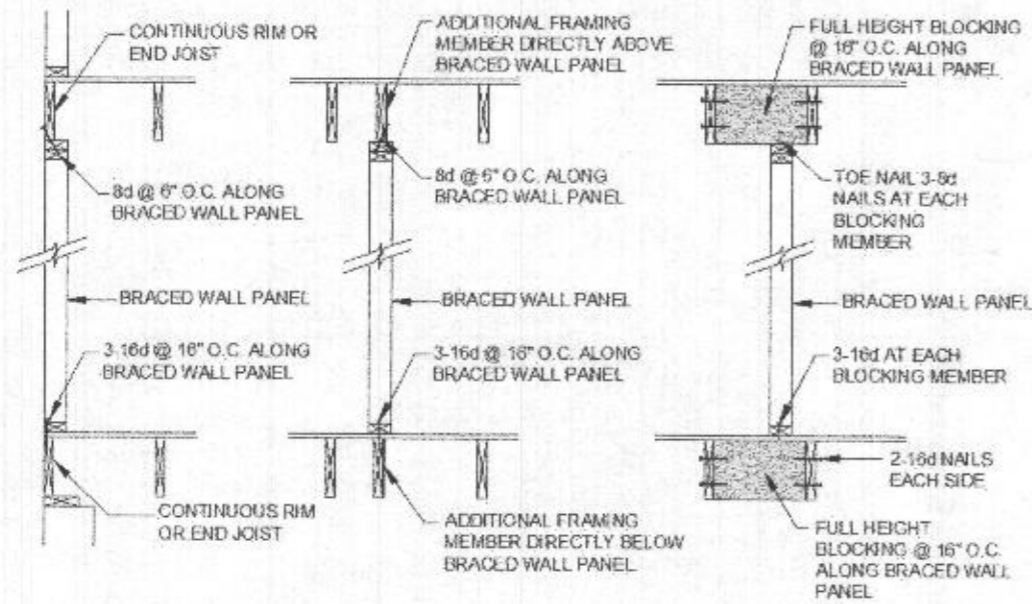 CONTINUOUS RIM OR
END JOIST
8d @ 6" O.C. ALONG
BRACED WALL PANEL
BRACED WALL PANEL
3-16d @ 16" O.C. ALONG
BRACED WALL PANEL
CONTINUOUS RIM
OR END JOIST
ADDITIONAL FRAMING
MEMBER DIRECTLY ABOVE
BRACED WALL PANEL
8d @ 6" O.C. ALONG
BRACED WALL PANEL
BRACED WALL PANEL
3-16d @ 16" O.C. ALONG
BRACED WALL PANEL
ADDITIONAL FRAMING
MEMBER DIRECTLY BELOW
BRACED WALL PANEL
FULL HEIGHT BLOCKING
@ 16" O.C. ALONG
BRACED WALL PANEL
TOE NAIL 3-8d
NAILS AT EACH
BLOCKING
MEMBER
BRACED WALL PANEL
3-16d AT EACH
BLOCKING MEMBER
2-16d NAILS
EACH SIDE
FULL HEIGHT
BLOCKING @ 16" O.C.
ALONG BRACED WALL
PANEL